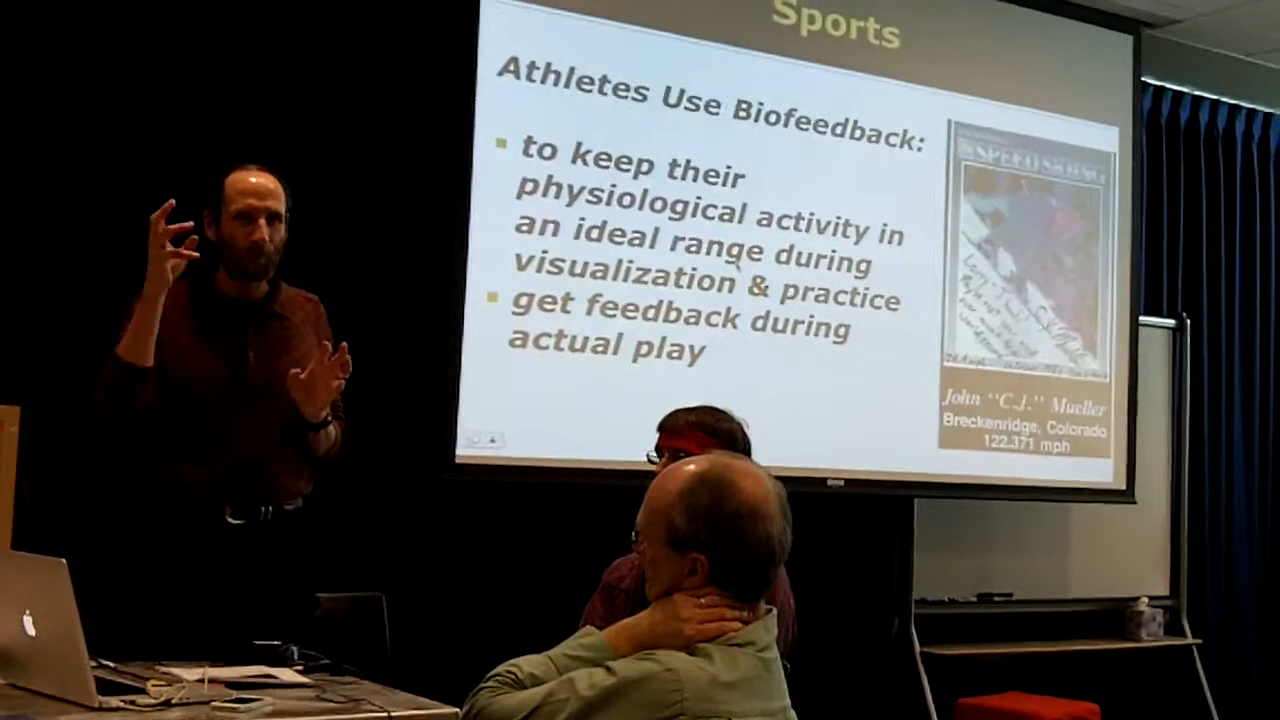 Sports
Athletes Use Biofeedback:
to keep their
physiological activity in
an ideal range during
visualization & practice
get feedback during
actual play
SPEED SKIING
John "C.J." Mueller
Breckenridge, Colorado
122.371 mph